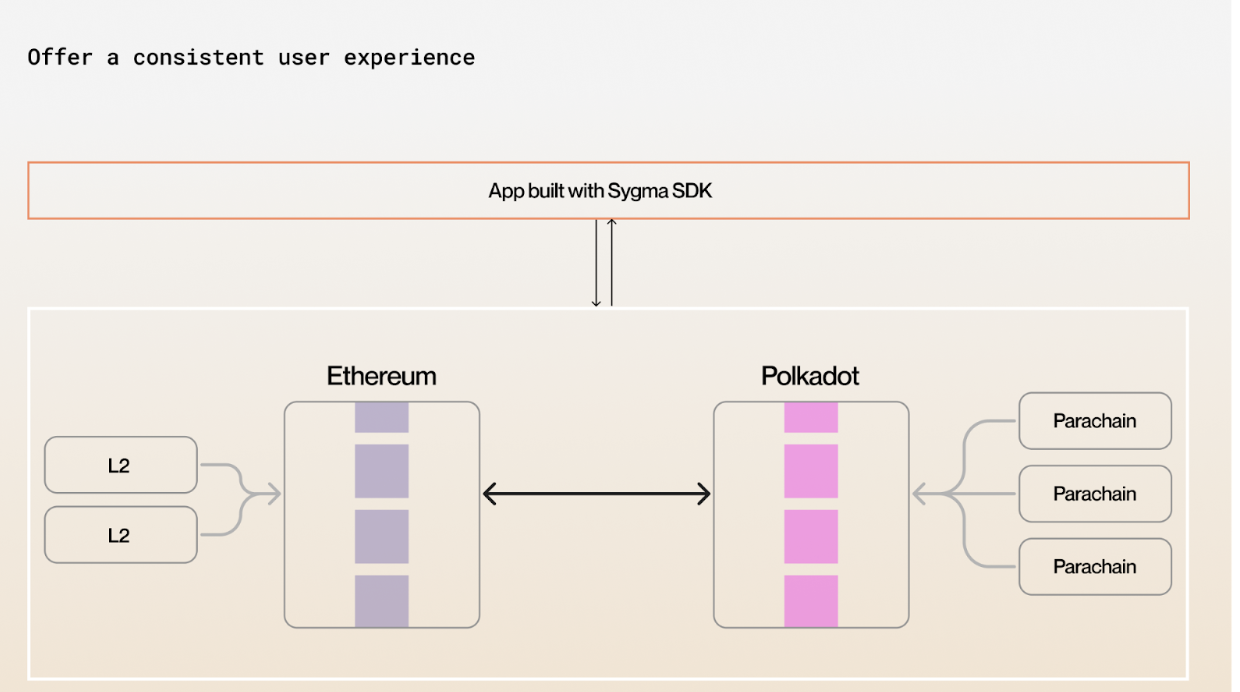 Offer a consistent user experience
App built with Sygma SDK
Ethereum
Polkadot
L2
L2
Parachain
Parachain
Parachain